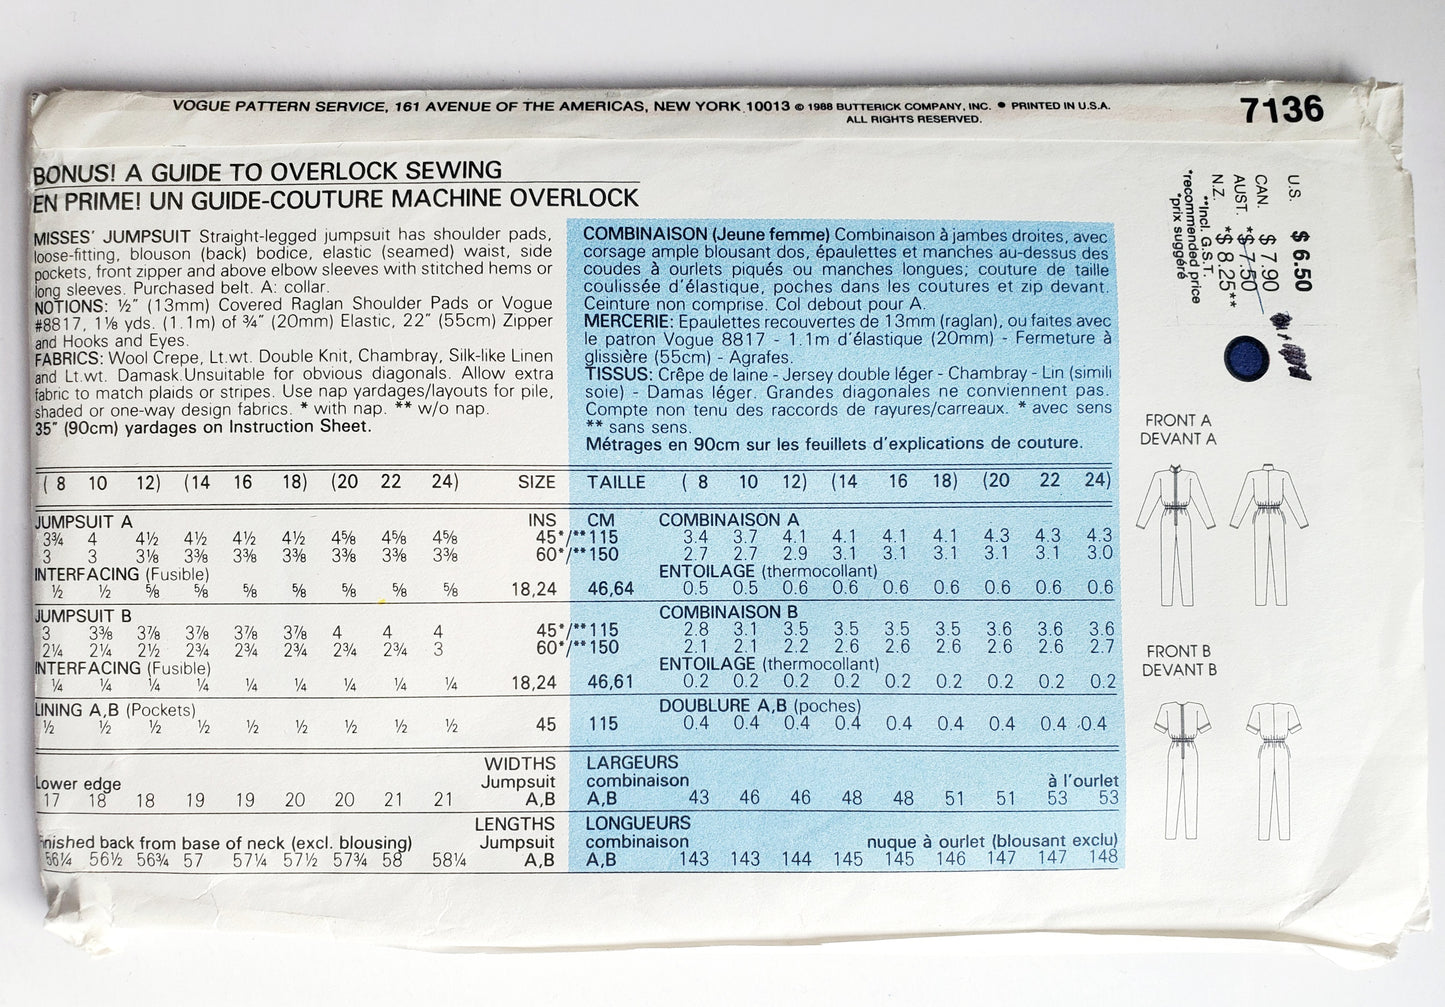 VOGUE PATTERN SERVICE, 161 AVENUE OF THE AMERICAS, NEW YORK 10013 © 1988 BUTTERICK COMPANY, INC. ● PRINTED IN U.S.A.
ALL RIGHTS RESERVED.
7136
BONUS! A GUIDE TO OVERLOCK SEWING
EN PRIME! UN GUIDE-COUTURE MACHINE OVERLOCK
MISSES' JUMPSUIT Straight-legged jumpsuit has shoulder pads,
loose-fitting, blouson (back) bodice, elastic (seamed) waist, side
pockets, front zipper and above elbow sleeves with stitched hems or
long sleeves. Purchased belt. A: collar.
NOTIONS: ½" (13mm) Covered Raglan Shoulder Pads or Vogue
#8817, 1⅛ yds. (1.1m) of ¾" (20mm) Elastic, 22" (55cm) Zipper
and Hooks and Eyes.
FABRICS: Wool Crepe, Lt.wt. Double Knit, Chambray, Silk-like Linen
and Lt.wt. Damask.Unsuitable for obvious diagonals. Allow extra
fabric to match plaids or stripes. Use nap yardages/layouts for pile,
shaded or one-way design fabrics. * with nap. ** w/o nap.
35" (90cm) yardages on Instruction Sheet.
COMBINAISON (Jeune femme) Combinaison à jambes droites, avec
corsage ample blousant dos, épaulettes et manches au-dessus des
coudes à ourlets piqués ou manches longues; couture de taille
coulissée d'élastique, poches dans les coutures et zip devant.
Ceinture non comprise. Col debout pour A.
MERCERIE: Epaulettes recouvertes de 13mm (raglan), ou faites avec
le patron Vogue 8817 - 1.1m d'élastique (20mm) - Fermeture à
glissière (55cm) - Agrafes.
TISSUS: Crêpe de laine - Jersey double léger - Chambray - Lin (simili
soie) - Damas léger. Grandes diagonales ne conviennent pas.
Compte non tenu des raccords de rayures/carreaux. * avec sens
** sans sens.
Métrages en 90cm sur les feuillets d'explications de couture.
U.S. $ 6.50
CAN. $ 7.90
AUST. *$ 7.50
N.Z. *$ 8.25**
**Incl. G.S.T.
*recommended price
*prix suggéré
FRONT A
DEVANT A
FRONT B
DEVANT B
( 8 10 12) (14 16 18) (20 22 24) SIZE TAILLE ( 8 10 12) (14 16 18) (20 22 24)
JUMPSUIT A INS CM COMBINAISON A
3¾ 4 4½ 4½ 4½ 4½ 4⅝ 4⅝ 4⅝ 45*/**115 3.4 3.7 4.1 4.1 4.1 4.1 4.3 4.3 4.3
3 3 3⅛ 3⅜ 3⅜ 3⅜ 3⅜ 3⅜ 3⅜ 60*/**150 2.7 2.7 2.9 3.1 3.1 3.1 3.1 3.1 3.0
INTERFACING (Fusible) ENTOILAGE (thermocollant)
½ ½ ⅝ ⅝ ⅝ ⅝ ⅝ ⅝ ⅝ 18,24 46,64 0.5 0.5 0.6 0.6 0.6 0.6 0.6 0.6 0.6
JUMPSUIT B COMBINAISON B
3 3⅜ 3⅞ 3⅞ 3⅞ 3⅞ 4 4 4 45*/**115 2.8 3.1 3.5 3.5 3.5 3.5 3.6 3.6 3.6
2¼ 2¼ 2½ 2¾ 2¾ 2¾ 2¾ 2¾ 3 60*/**150 2.1 2.1 2.2 2.6 2.6 2.6 2.6 2.6 2.7
INTERFACING (Fusible) ENTOILAGE (thermocollant)
¼ ¼ ¼ ¼ ¼ ¼ ¼ ¼ ¼ 18,24 46,61 0.2 0.2 0.2 0.2 0.2 0.2 0.2 0.2 0.2
LINING A,B (Pockets) DOUBLURE A,B (poches)
½ ½ ½ ½ ½ ½ ½ ½ ½ 45 115 0.4 0.4 0.4 0.4 0.4 0.4 0.4 0.4 0.4
WIDTHS LARGEURS
Lower edge Jumpsuit combinaison à l'ourlet
17 18 18 19 19 20 20 21 21 A,B A,B 43 46 46 48 48 51 51 53 53
LENGTHS LONGUEURS
inished back from base of neck (excl. blousing) Jumpsuit combinaison nuque à ourlet (blousant exclu)
56¼ 56½ 56¾ 57 57¼ 57½ 57¾ 58 58¼ A,B A,B 143 143 144 145 145 146 147 147 148